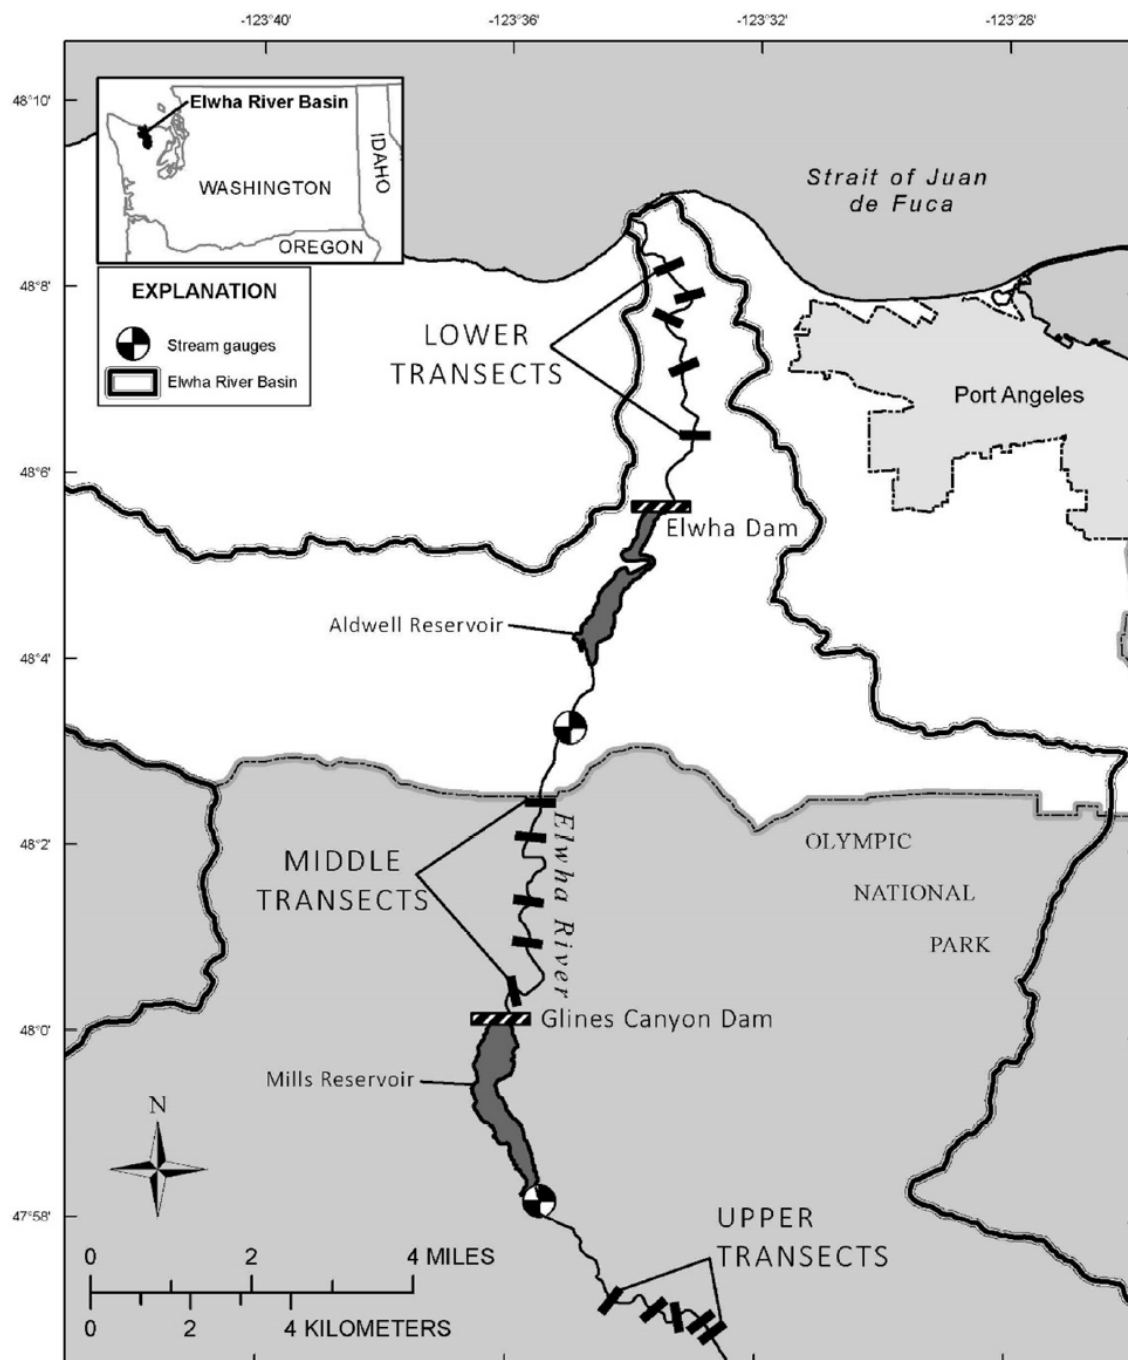 -123°40'
-123°36'
-123°32'
-123°28'
48°10'
48°8'
48°6'
48°4'
48°2'
48°0'
47°58'
Elwha River Basin
WASHINGTON
IDAHO
OREGON
EXPLANATION
Stream gauges
Elwha River Basin
Strait of Juan
de Fuca
LOWER
TRANSECTS
Port Angeles
Elwha Dam
Aldwell Reservoir
MIDDLE
TRANSECTS
Elwha River
OLYMPIC
NATIONAL
PARK
Glines Canyon Dam
Mills Reservoir
N
UPPER
TRANSECTS
0 2 4 MILES
0 2 4 KILOMETERS